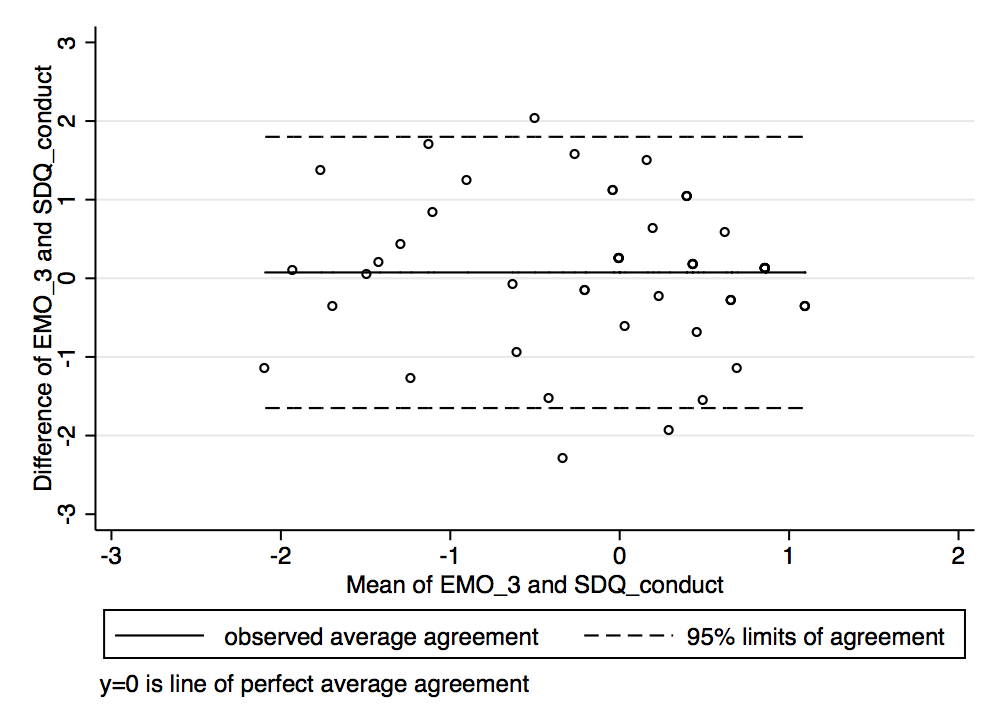 Difference of EMO_3 and SDQ_conduct
3
2
1
0
-1
-2
-3
-3 -2 -1 0 1 2
Mean of EMO_3 and SDQ_conduct
observed average agreement 95% limits of agreement
y=0 is line of perfect average agreement